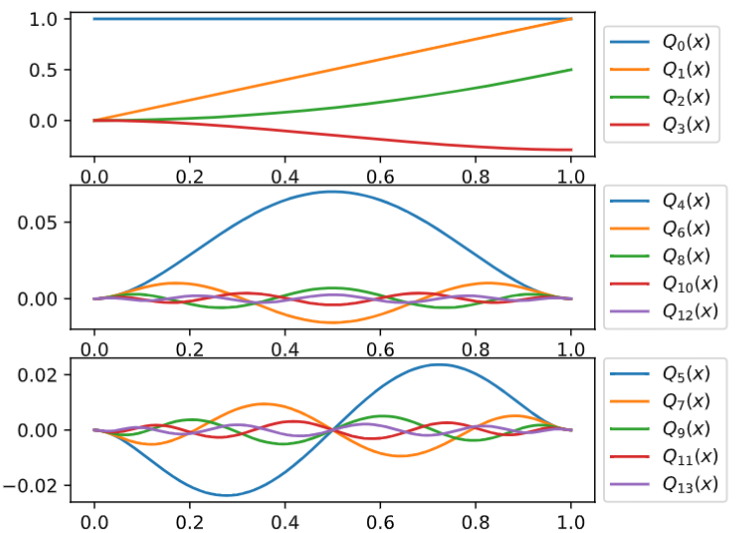 1.0
0.5
0.0
0.0 0.2 0.4 0.6 0.8 1.0
Q₀(x)
Q₁(x)
Q₂(x)
Q₃(x)
0.05
0.00
0.0 0.2 0.4 0.6 0.8 1.0
Q₄(x)
Q₆(x)
Q₈(x)
Q₁₀(x)
Q₁₂(x)
0.02
0.00
−0.02
0.0 0.2 0.4 0.6 0.8 1.0
Q₅(x)
Q₇(x)
Q₉(x)
Q₁₁(x)
Q₁₃(x)